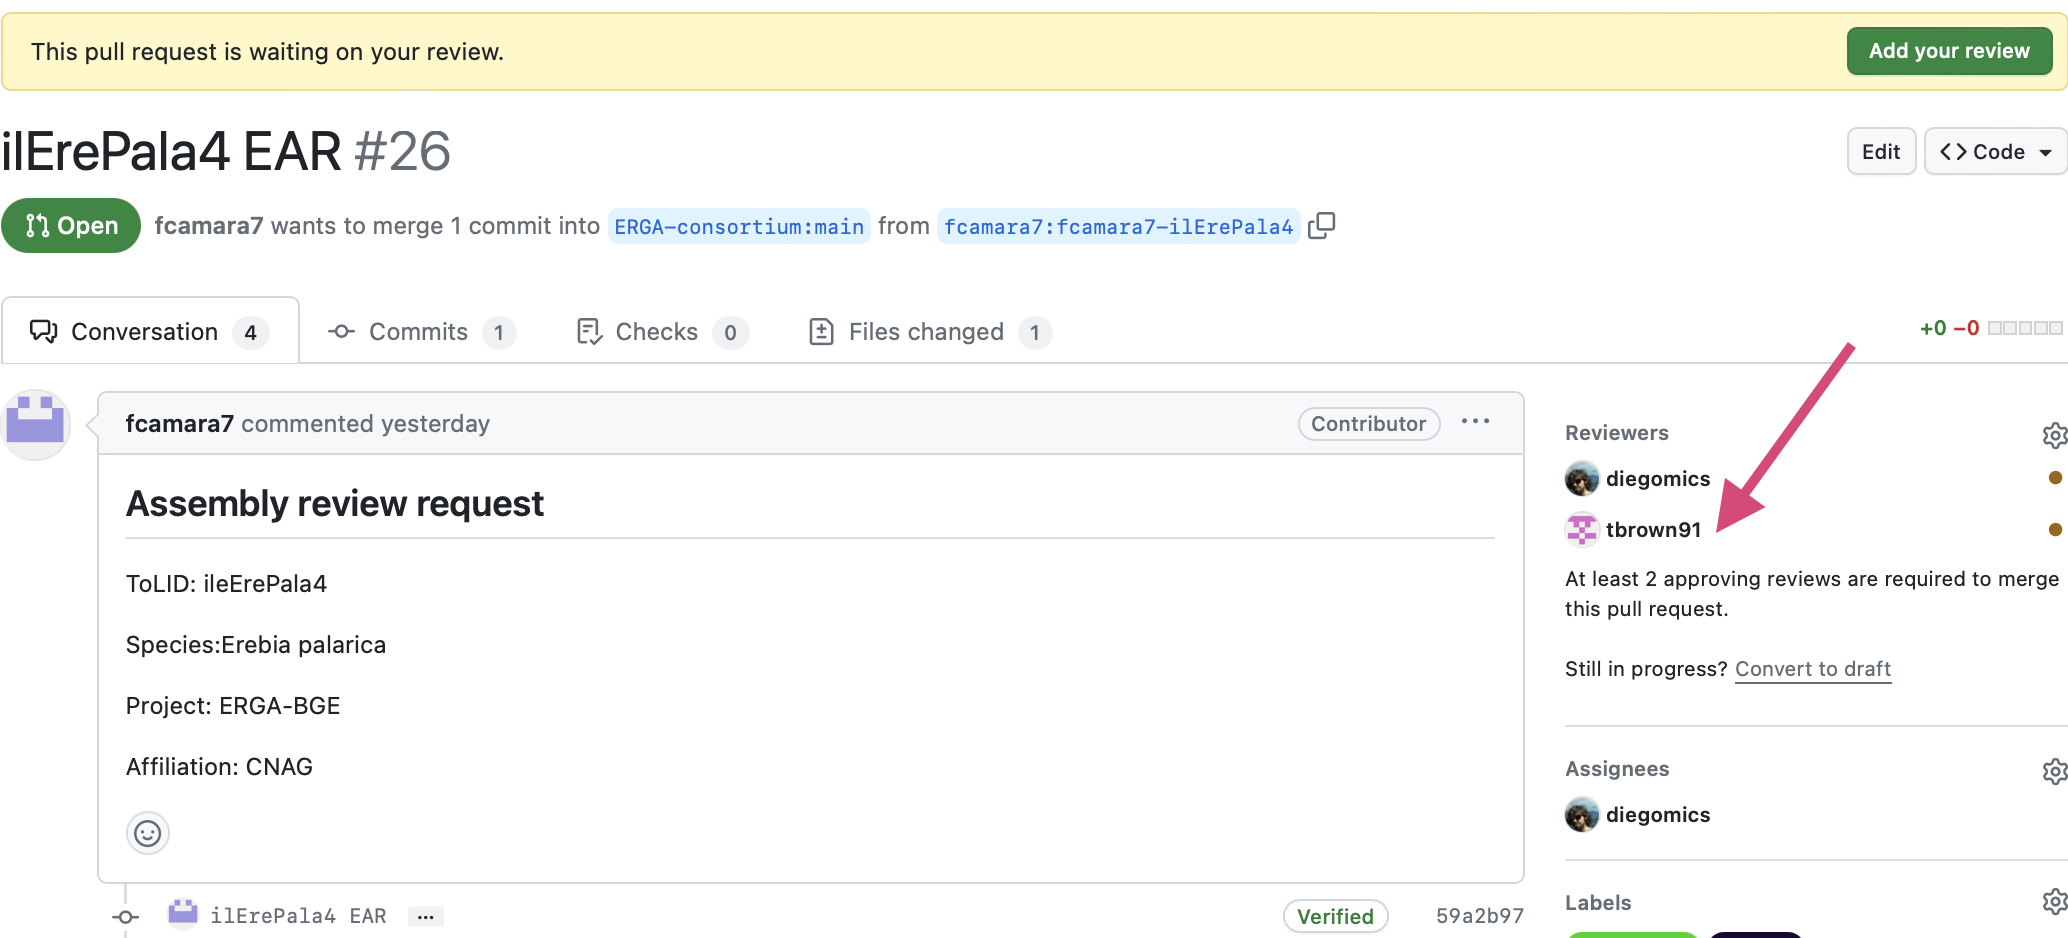 This pull request is waiting on your review.
Add your review
ilErePala4 EAR #26
Edit
Code
Open
fcamara7 wants to merge 1 commit into ERGA-consortium:main from fcamara7:fcamara7-ilErePala4
Conversation 4
Commits 1
Checks 0
Files changed 1
+0 −0
fcamara7 commented yesterday
Contributor
Assembly review request
ToLID: ileErePala4
Species:Erebia palarica
Project: ERGA-BGE
Affiliation: CNAG
ilErePala4 EAR
Verified
59a2b97
Reviewers
diegomics
tbrown91
At least 2 approving reviews are required to merge
this pull request.
Still in progress? Convert to draft
Assignees
diegomics
Labels